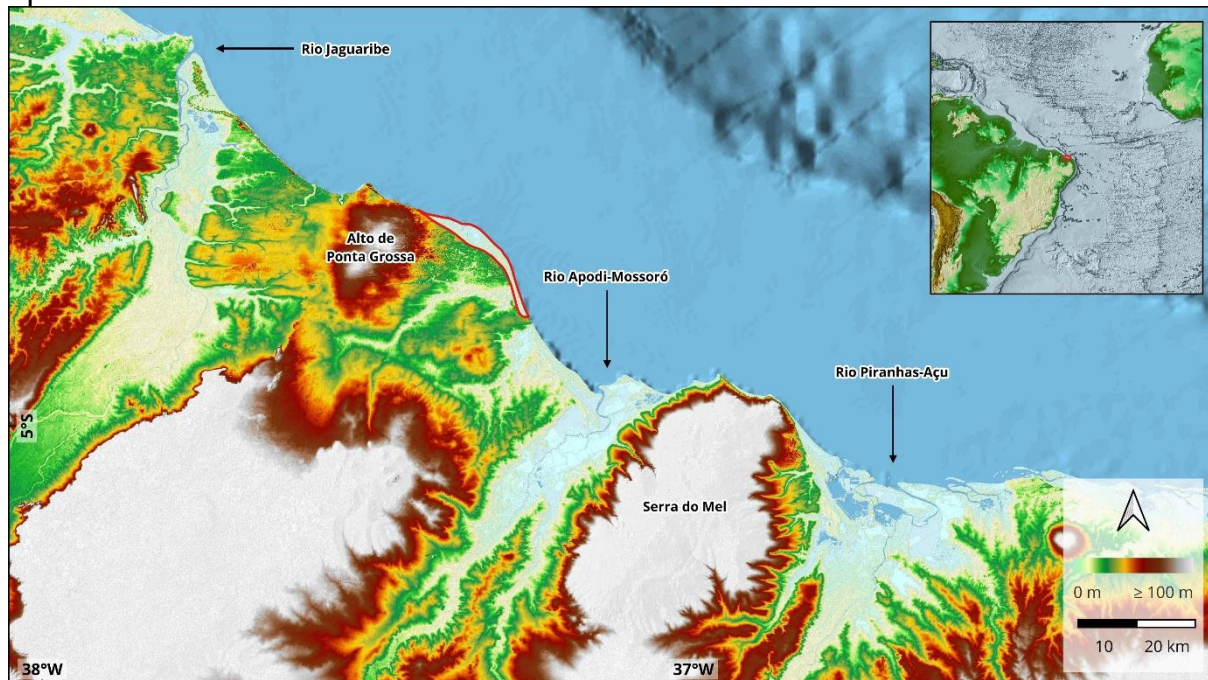 Rio Jaguaribe
Alto de
Ponta Grossa
Rio Apodi-Mossoró
Rio Piranhas-Açu
5°S
Serra do Mel
0 m ≥ 100 m
10 20 km
38°W
37°W